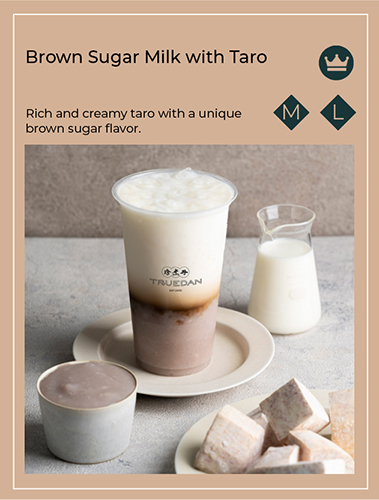 Brown Sugar Milk with Taro
M L
Rich and creamy taro with a unique
brown sugar flavor.
珍煮丹
TRUEDAN